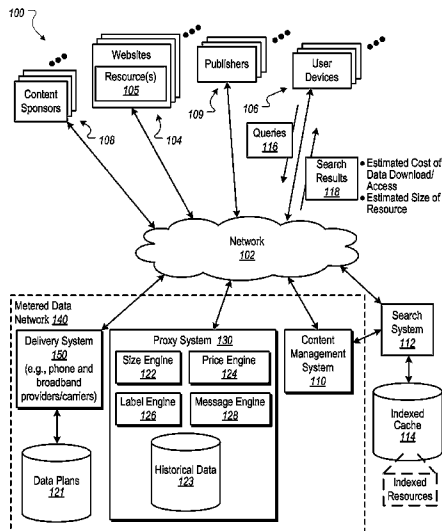 100
Content
Sponsors
108
Websites
Resource(s)
105
104
Publishers
109
User
Devices
106
Queries
116
Search
Results
118
• Estimated Cost of
Data Download/
Access
• Estimated Size of
Resource
Network
102
Metered Data
Network 140
Delivery System
150
(e.g., phone and
broadband
providers/carriers)
Data Plans
121
Proxy System 130
Size Engine
122
Price Engine
124
Label Engine
126
Message Engine
128
Historical Data
123
Content
Management
System
110
Search
System
112
Indexed
Cache
114
Indexed
Resources